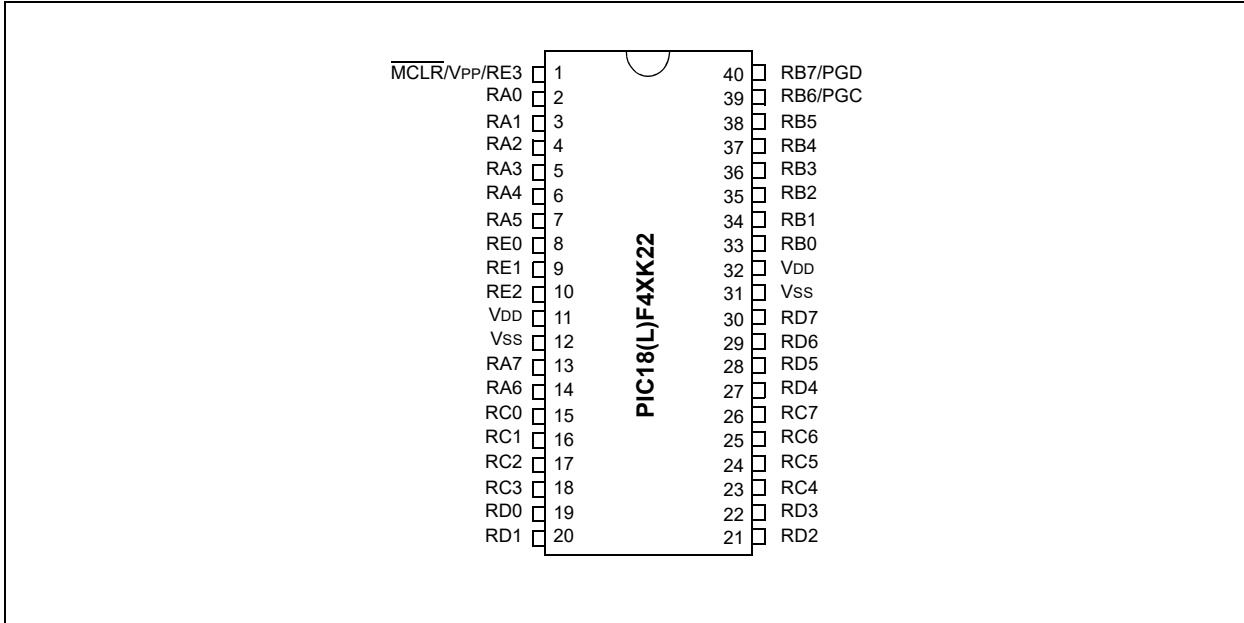 MCLR/VPP/RE3 1 40 RB7/PGD
RA0 2 39 RB6/PGC
RA1 3 38 RB5
RA2 4 37 RB4
RA3 5 36 RB3
RA4 6 35 RB2
RA5 7 34 RB1
RE0 8 33 RB0
RE1 9 32 VDD
RE2 10 31 VSS
VDD 11 30 RD7
VSS 12 29 RD6
RA7 13 28 RD5
RA6 14 27 RD4
RC0 15 26 RC7
RC1 16 25 RC6
RC2 17 24 RC5
RC3 18 23 RC4
RD0 19 22 RD3
RD1 20 21 RD2
PIC18(L)F4XK22